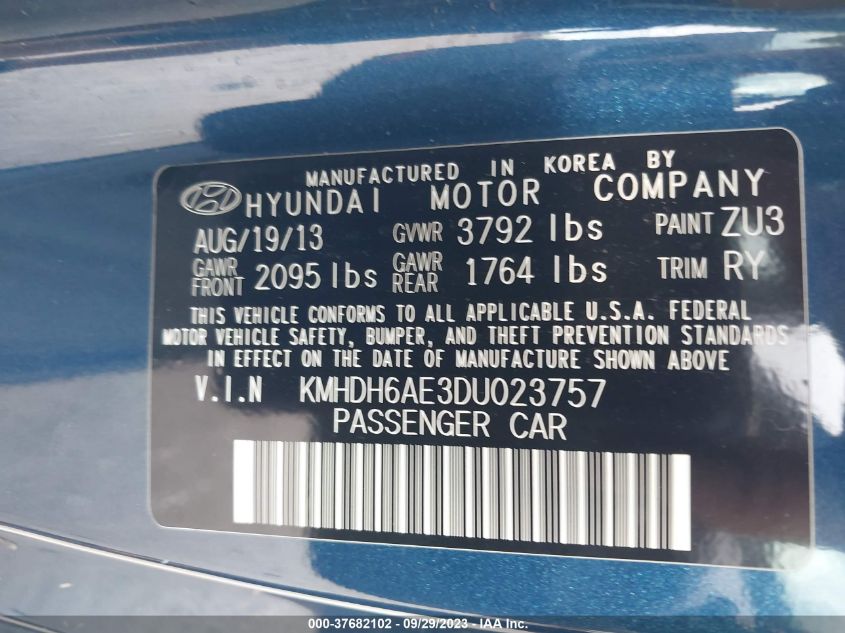 MANUFACTURED IN KOREA BY
HYUNDAI MOTOR COMPANY
AUG/19/13 GVWR 3792 lbs PAINT ZU3
GAWR FRONT 2095 lbs GAWR REAR 1764 lbs TRIM RY
THIS VEHICLE CONFORMS TO ALL APPLICABLE U.S.A. FEDERAL
MOTOR VEHICLE SAFETY, BUMPER, AND THEFT PREVENTION STANDARDS
IN EFFECT ON THE DATE OF MANUFACTURE SHOWN ABOVE
V.I.N KMHDH6AE3DU023757
PASSENGER CAR
000-37682102 - 09/29/2023 - IAA Inc.